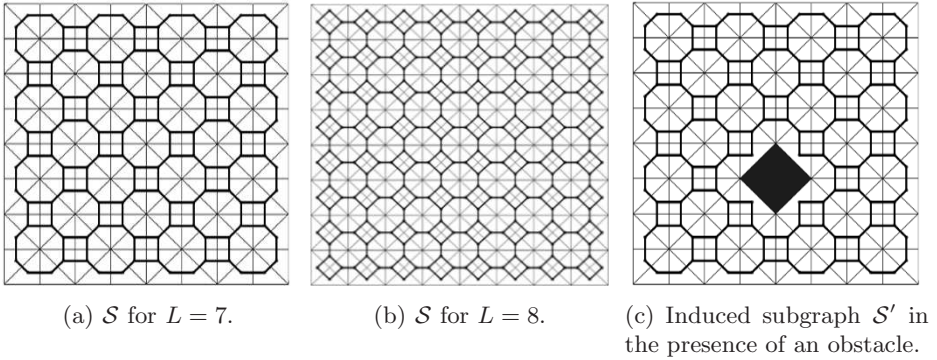 (a) 𝒮 for L = 7.
(b) 𝒮 for L = 8.
(c) Induced subgraph 𝒮′ in
the presence of an obstacle.